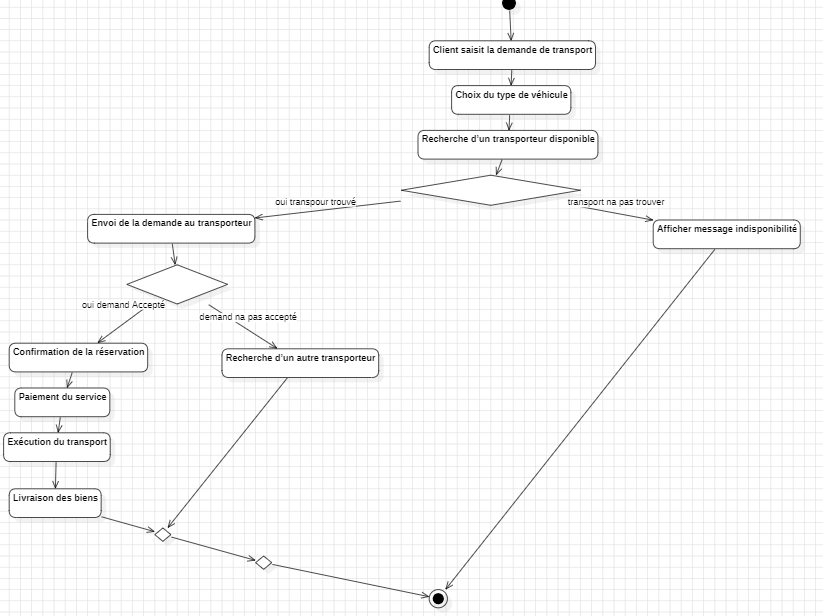 Client saisit la demande de transport
Choix du type de véhicule
Recherche d'un transporteur disponible
oui transpour trouvé
transport na pas trouver
Envoi de la demande au transporteur
Afficher message indisponibilité
oui demand Accepté
demand na pas accepté
Confirmation de la réservation
Recherche d'un autre transporteur
Paiement du service
Exécution du transport
Livraison des biens